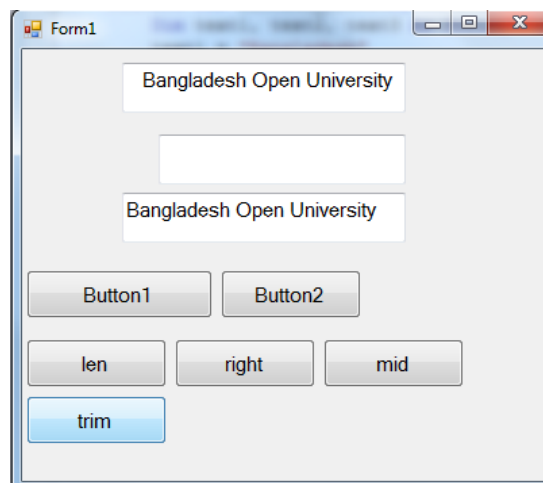 Form1
Bangladesh Open University
Bangladesh Open University
Button1 Button2
len right mid
trim